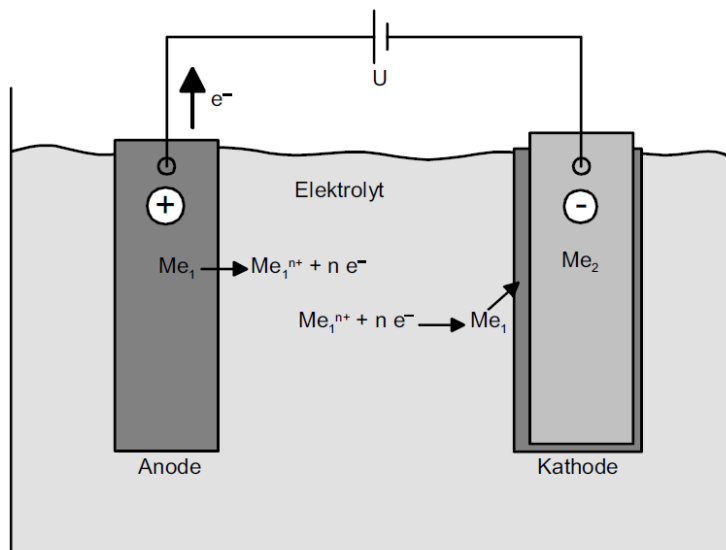 U
e⁻
Elektrolyt
+
-
Me₁ → Me₁ⁿ⁺ + n e⁻
Me₂
Me₁ⁿ⁺ + n e⁻ → Me₁
Anode
Kathode